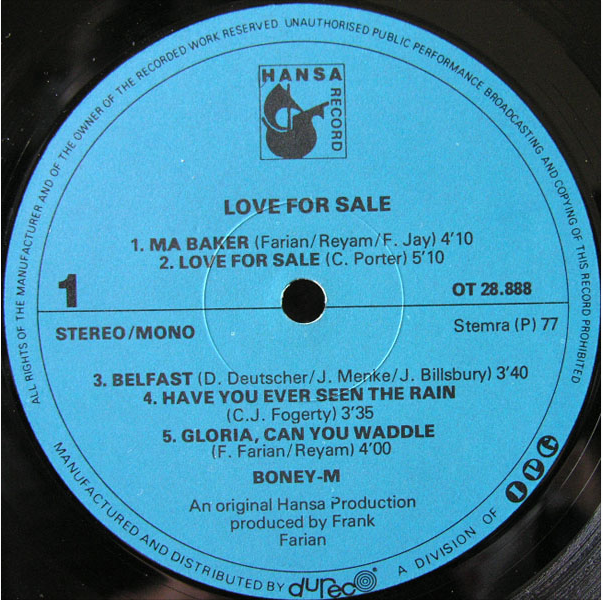 ALL RIGHTS OF THE MANUFACTURER AND OF THE OWNER OF THE RECORDED WORK RESERVED UNAUTHORISED PUBLIC PERFORMANCE BROADCASTING AND COPYING OF THIS RECORD PROHIBITED
HANSA
RECORD
LOVE FOR SALE
1. MA BAKER (Farian/Reyam/F. Jay) 4'10
2. LOVE FOR SALE (C. Porter) 5'10
1
OT 28.888
STEREO/MONO
Stemra (P) 77
3. BELFAST (D. Deutscher/J. Menke/J. Billsbury) 3'40
4. HAVE YOU EVER SEEN THE RAIN
(C.J. Fogerty) 3'35
5. GLORIA, CAN YOU WADDLE
(F. Farian/Reyam) 4'00
BONEY-M
An original Hansa Production
produced by Frank
Farian
MANUFACTURED AND DISTRIBUTED BY dureco A DIVISION OF